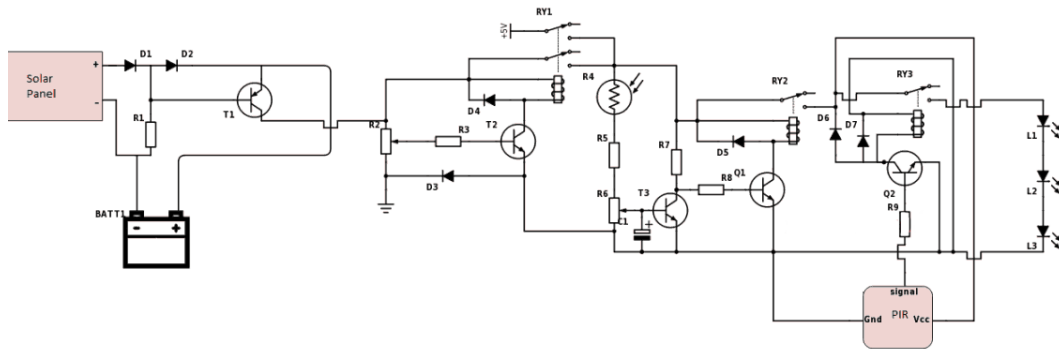 Solar
Panel
+
-
D1
D2
R1
T1
BATT1
-
+
R2
R3
D3
D4
T2
+5V
RY1
R4
R5
R6
C1
+
T3
R7
R8
D5
Q1
RY2
D6
D7
RY3
Q2
R9
signal
PIR
Gnd
Vcc
L1
L2
L3